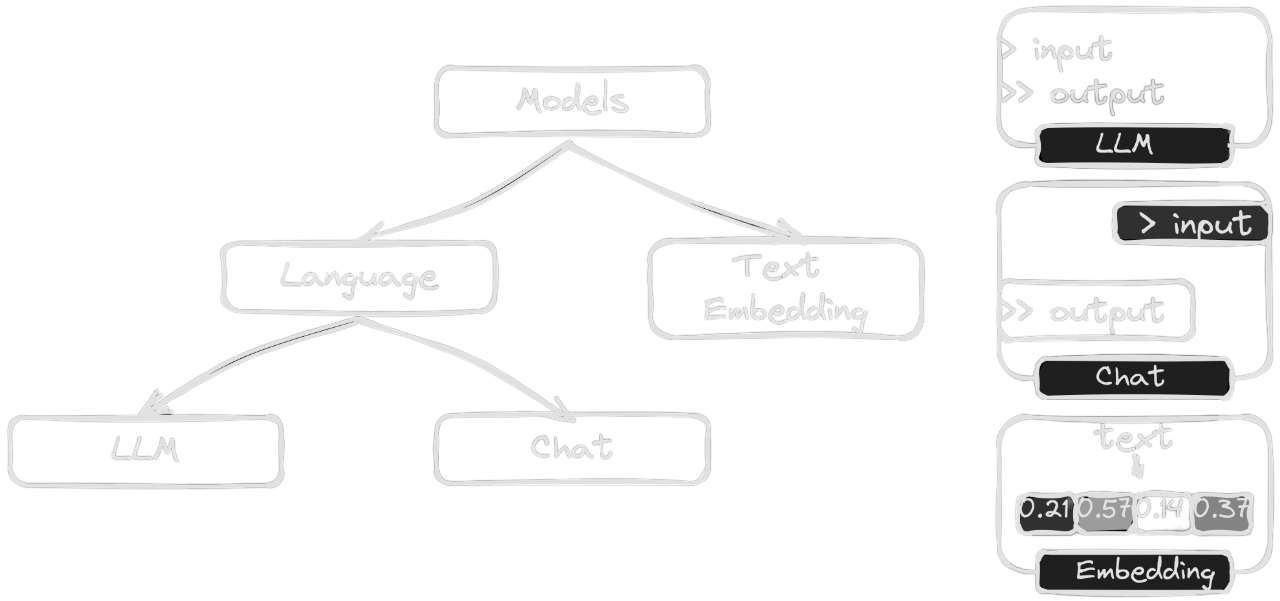 Models
Language
Text
Embedding
LLM
Chat
> input
>> output
LLM
> input
>> output
Chat
text
0.21 0.57 0.14 0.37
Embedding